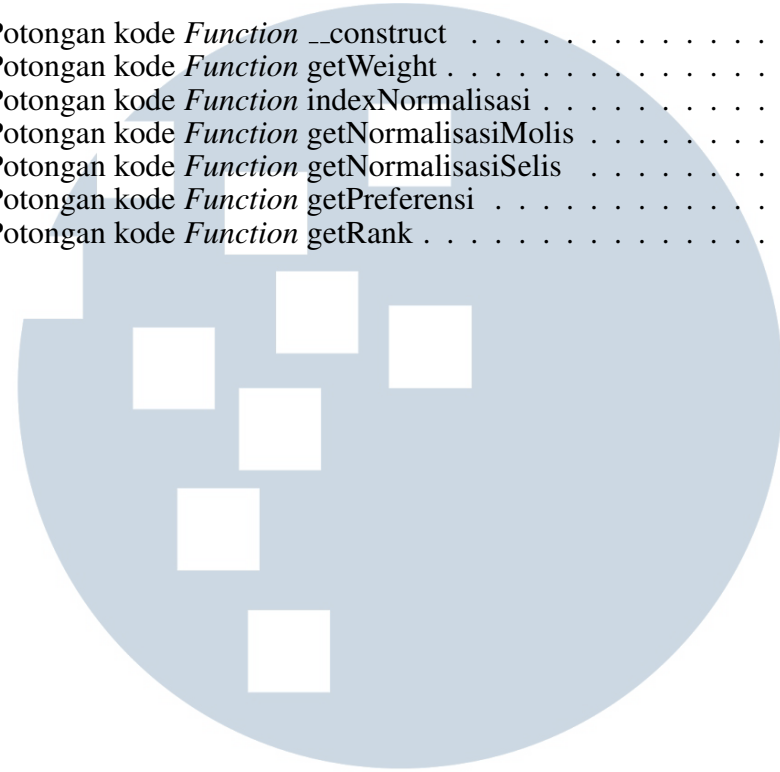 Potongan kode Function __construct . . . . . . . . . . . . . .
Potongan kode Function getWeight . . . . . . . . . . . . . . .
Potongan kode Function indexNormalisasi . . . . . . . . . . .
Potongan kode Function getNormalisasiMolis . . . . . . . .
Potongan kode Function getNormalisasiSelis . . . . . . . .
Potongan kode Function getPreferensi . . . . . . . . . . . . .
Potongan kode Function getRank . . . . . . . . . . . . . . . .